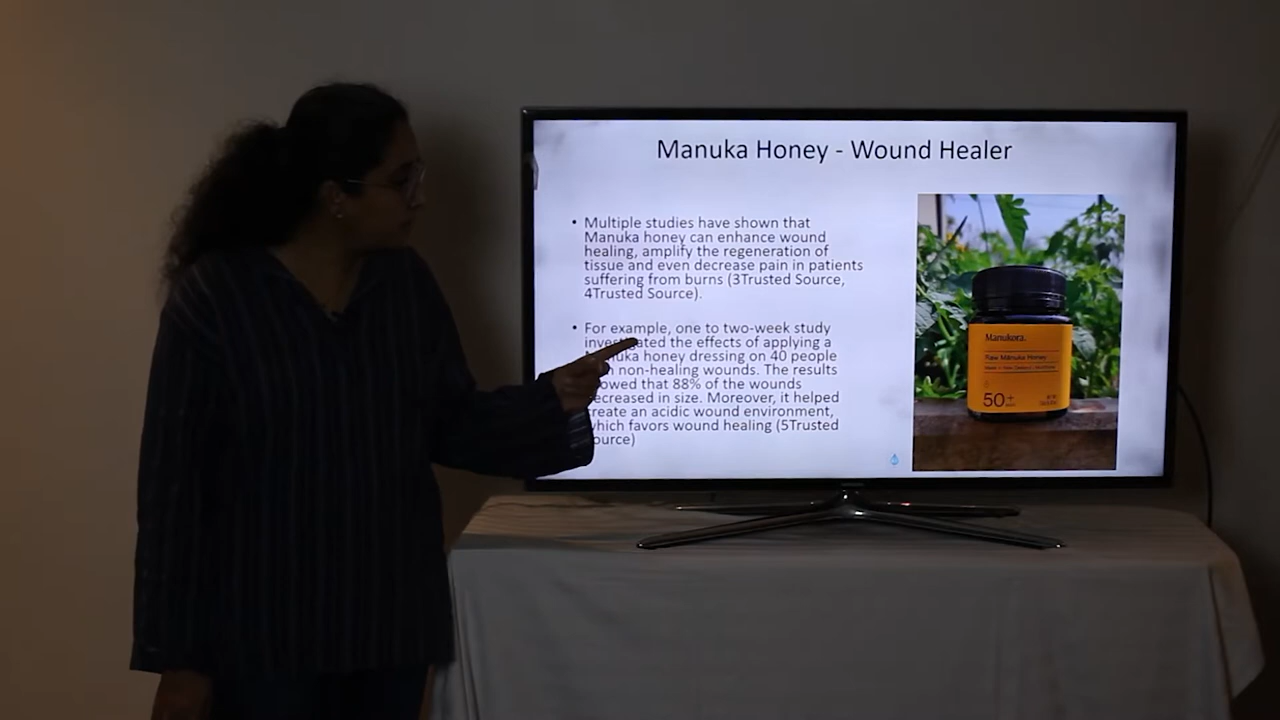 Manuka Honey - Wound Healer
• Multiple studies have shown that
Manuka honey can enhance wound
healing, amplify the regeneration of
tissue and even decrease pain in patients
suffering from burns (3Trusted Source,
4Trusted Source).
• For example, one to two-week study
investigated the effects of applying a
honey dressing on 40 people
non-healing wounds. The results
showed that 88% of the wounds
decreased in size. Moreover, it helped
create an acidic wound environment,
which favors wound healing (5Trusted
Source)
Manukora.
Raw Mānuka Honey
50+